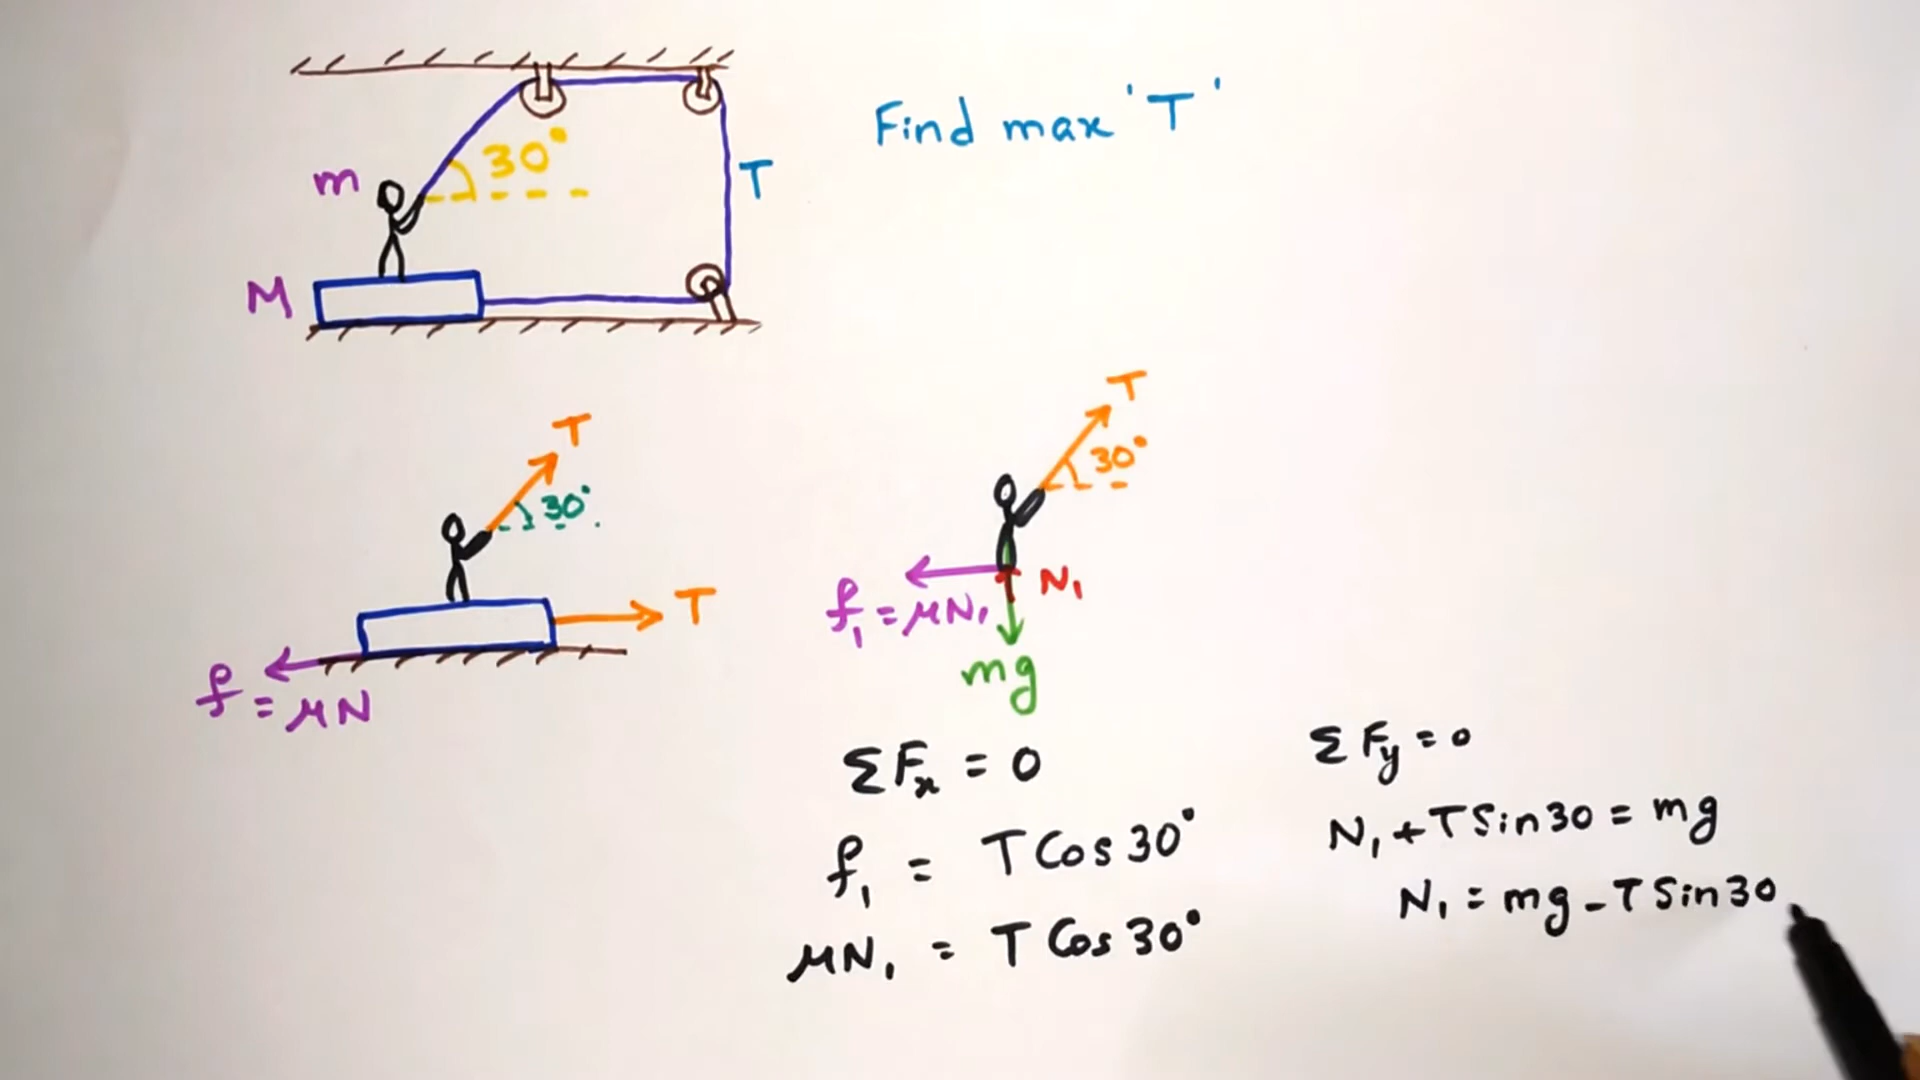 Find max 'T'
30°
m
T
M
T
30°
T
f
= μN
T
30°
N₁
f₁ = μN₁
mg
ΣFx = 0
f₁ = T Cos 30°
μN₁ = T Cos 30°
ΣFy = 0
N₁ + T Sin 30 = mg
N₁ = mg - T Sin 30